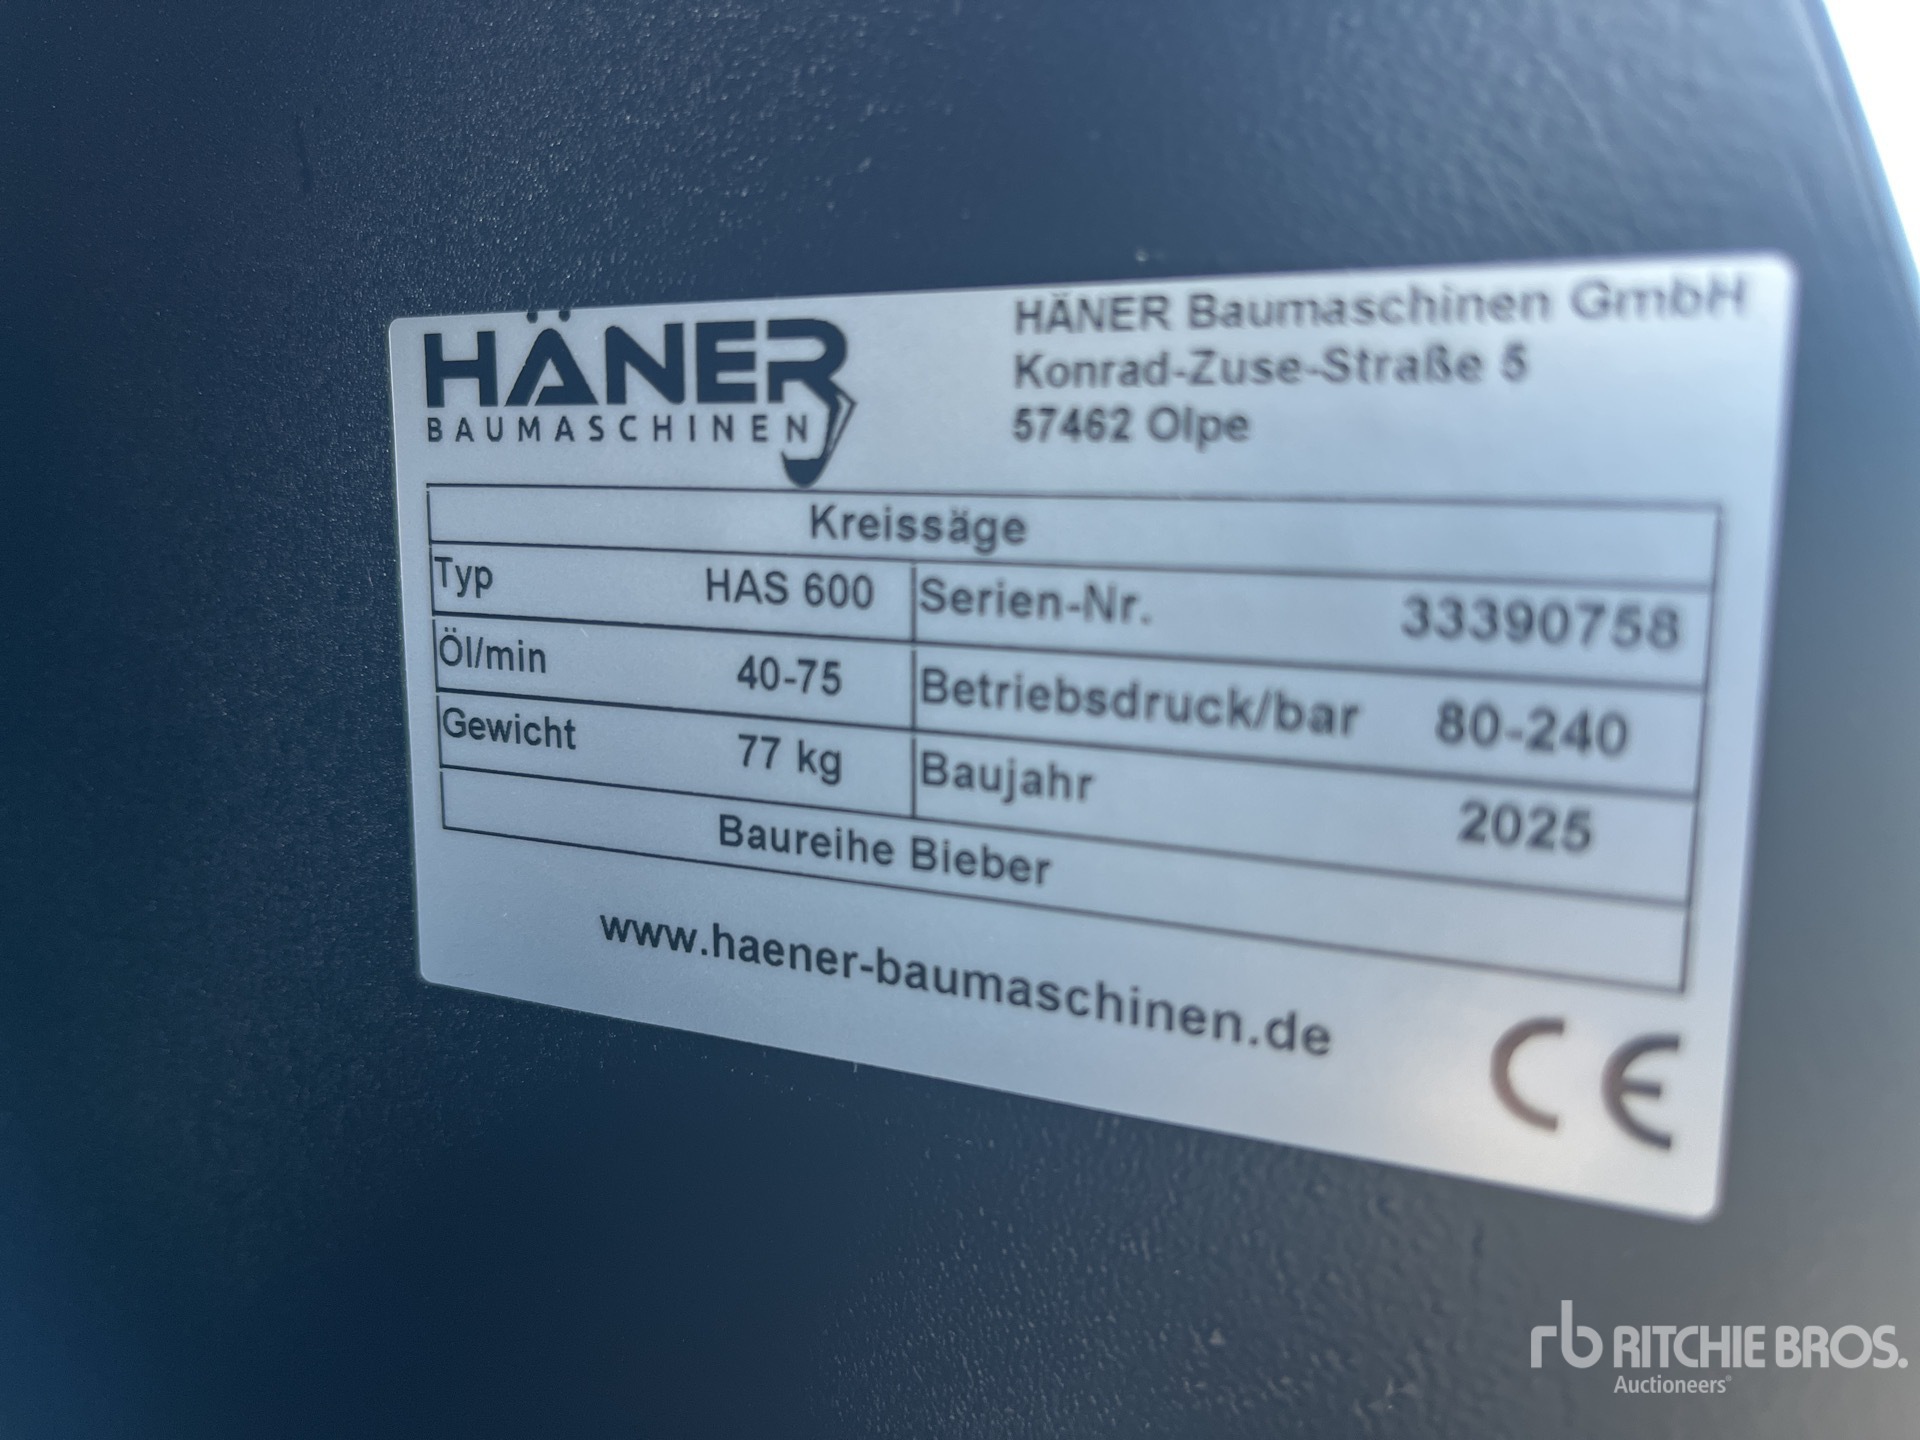 HÄNER
BAUMASCHINEN
HÄNER Baumaschinen GmbH
Konrad-Zuse-Straße 5
57462 Olpe
Kreissäge
Typ HAS 600 Serien-Nr. 33390758
Öl/min 40-75 Betriebsdruck/bar 80-240
Gewicht 77 kg Baujahr 2025
Baureihe Bieber
www.haener-baumaschinen.de
CE
rb RITCHIE BROS.
Auctioneers